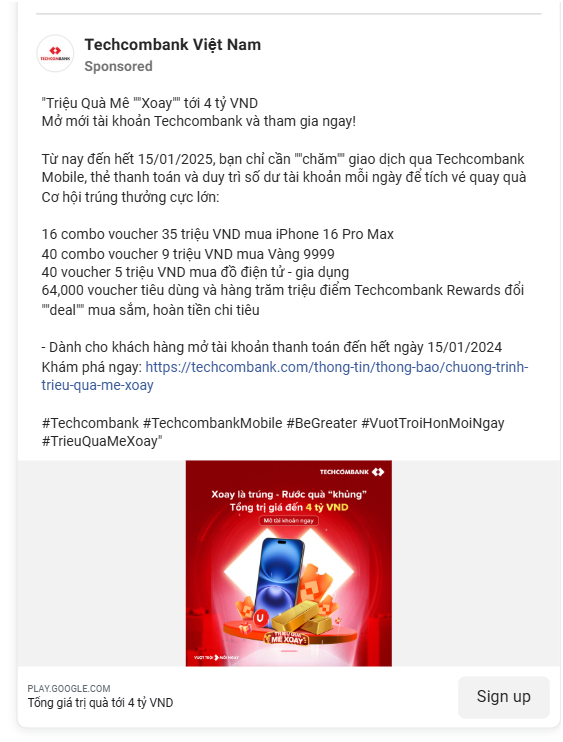 Techcombank Việt Nam
TECHCOMBANK
Sponsored
"Triệu Quà Mê ""Xoay"" tới 4 tỷ VND
Mở mới tài khoản Techcombank và tham gia ngay!
Từ nay đến hết 15/01/2025, bạn chỉ cần ""chăm"" giao dịch qua Techcombank
Mobile, thẻ thanh toán và duy trì số dư tài khoản mỗi ngày để tích vé quay quà
Cơ hội trúng thưởng cực lớn:
16 combo voucher 35 triệu VND mua iPhone 16 Pro Max
40 combo voucher 9 triệu VND mua Vàng 9999
40 voucher 5 triệu VND mua đồ điện tử - gia dụng
64,000 voucher tiêu dùng và hàng trăm triệu điểm Techcombank Rewards đổi
""deal"" mua sắm, hoàn tiền chi tiêu
- Dành cho khách hàng mở tài khoản thanh toán đến hết ngày 15/01/2024
Khám phá ngay: https://techcombank.com/thong-tin/thong-bao/chuong-trinh-
trieu-qua-me-xoay
#Techcombank #TechcombankMobile #BeGreater #VuotTroiHonMoiNgay
#TrieuQuaMeXoay"
TECHCOMBANK
Xoay là trúng - Rước quà "khủng"
Tổng trị giá đến 4 tỷ VND
Mở tài khoản ngay
U
TRIỆU QUÀ
MÊ XOAY
VƯỢT TRỘI MỖI NGÀY
PLAY.GOOGLE.COM
Tổng giá trị quà tới 4 tỷ VND
Sign up